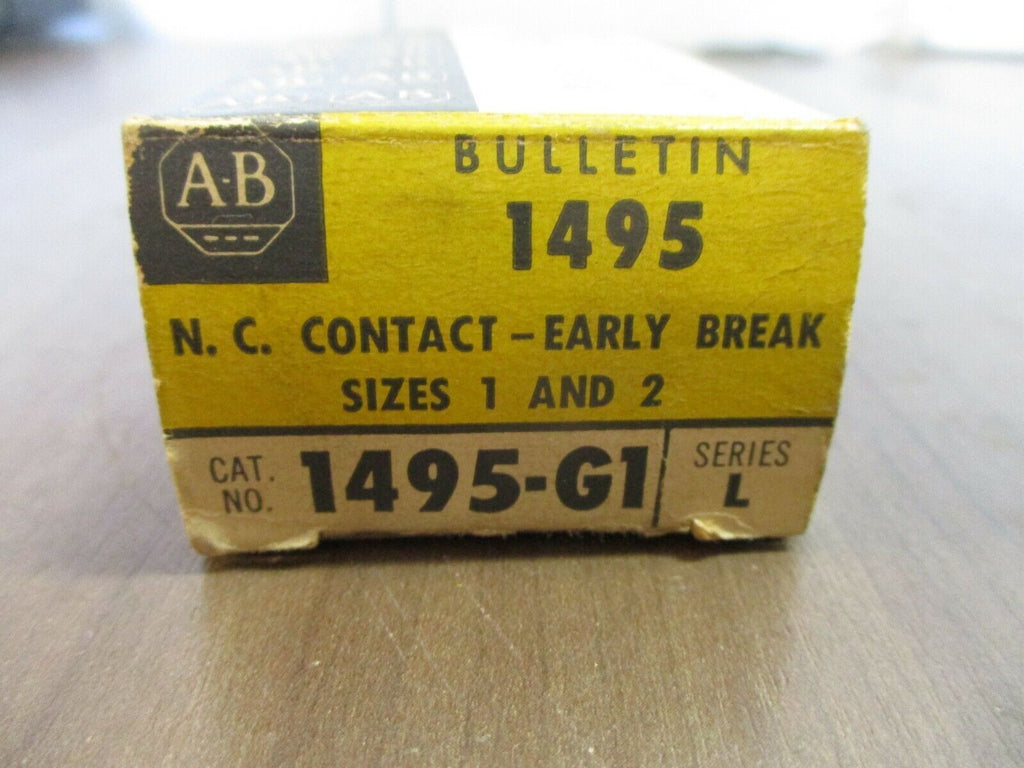 A-B
BULLETIN
1495
N. C. CONTACT – EARLY BREAK
SIZES 1 AND 2
CAT. NO. 1495-G1
SERIES L